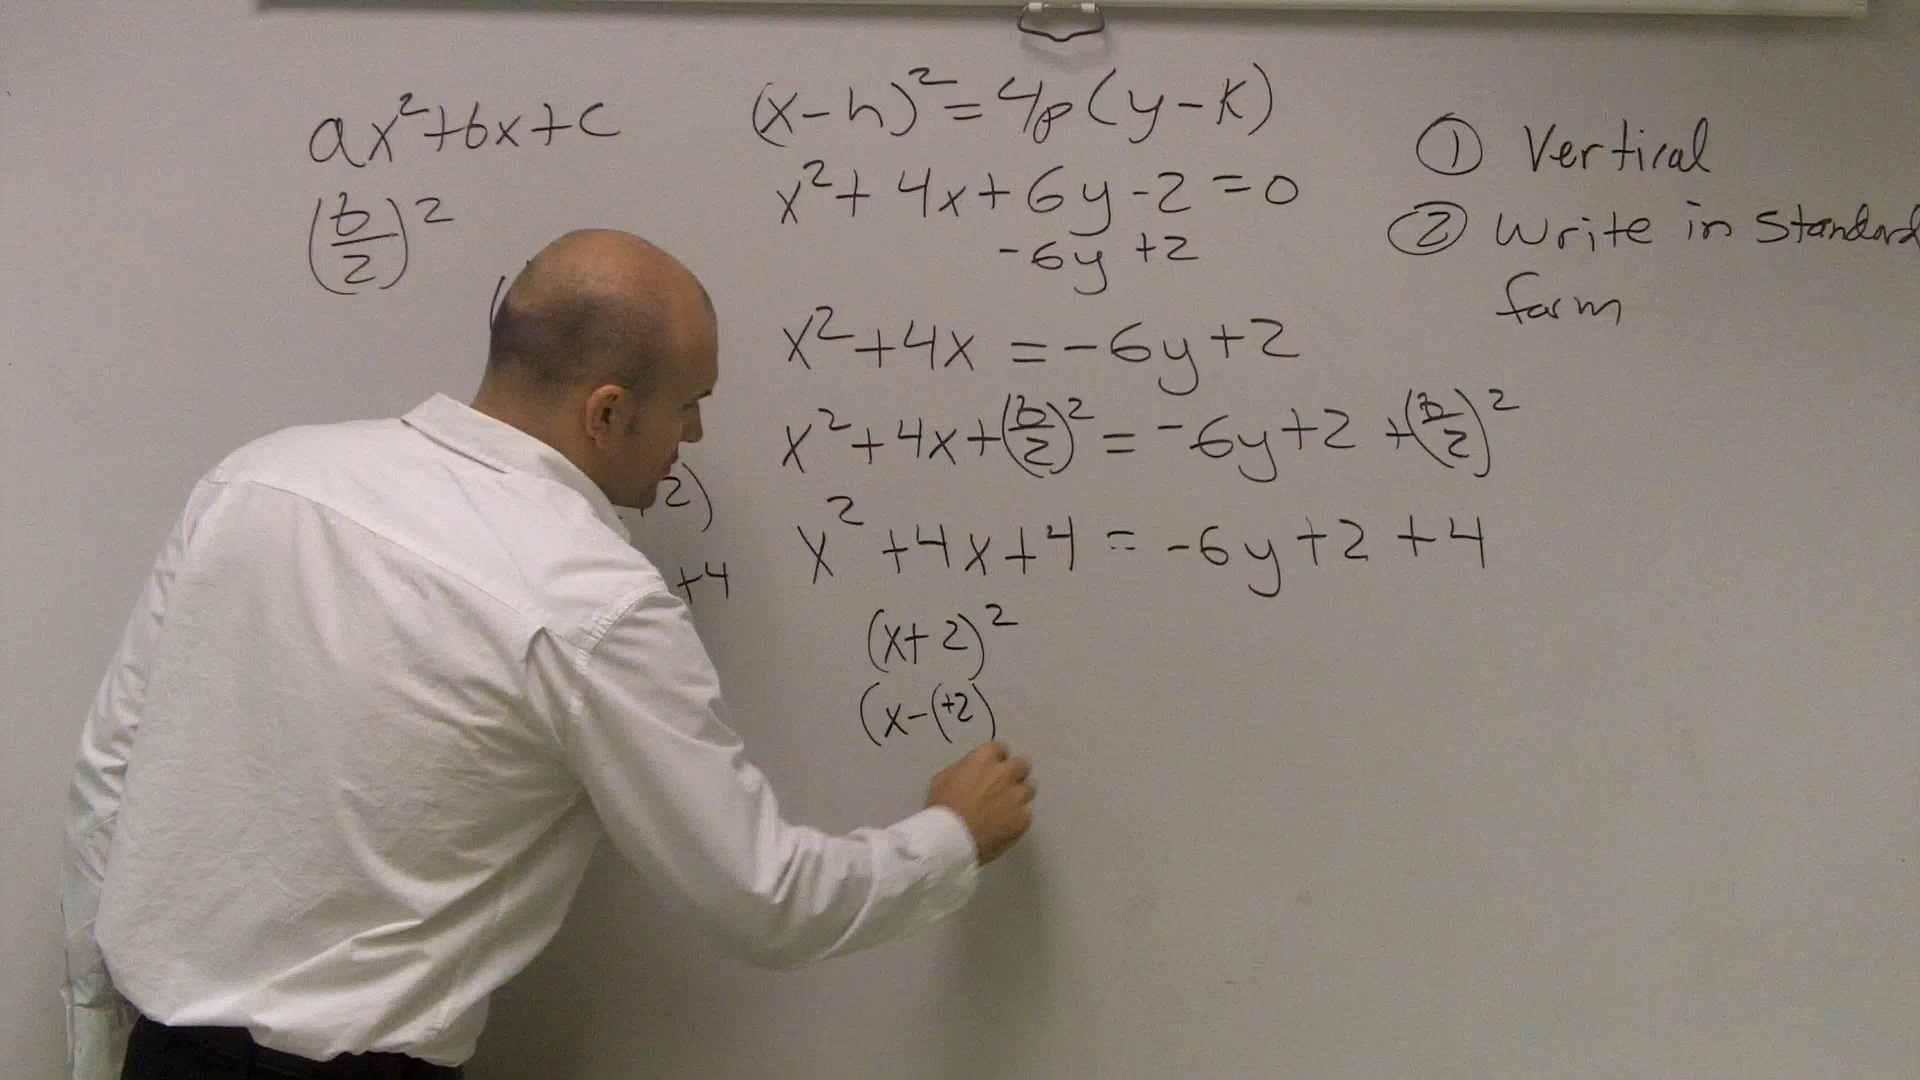 ax²+bx+c
(b/2)²
2)
+4
(x-h)²=4p(y-k)
x²+4x+6y-2=0
-6y +2
x²+4x=-6y+2
x²+4x+(b/2)²=-6y+2+(b/2)²
x²+4x+4=-6y+2+4
(x+2)²
(x-(+2)
① Vertical
② Write in Standard
form